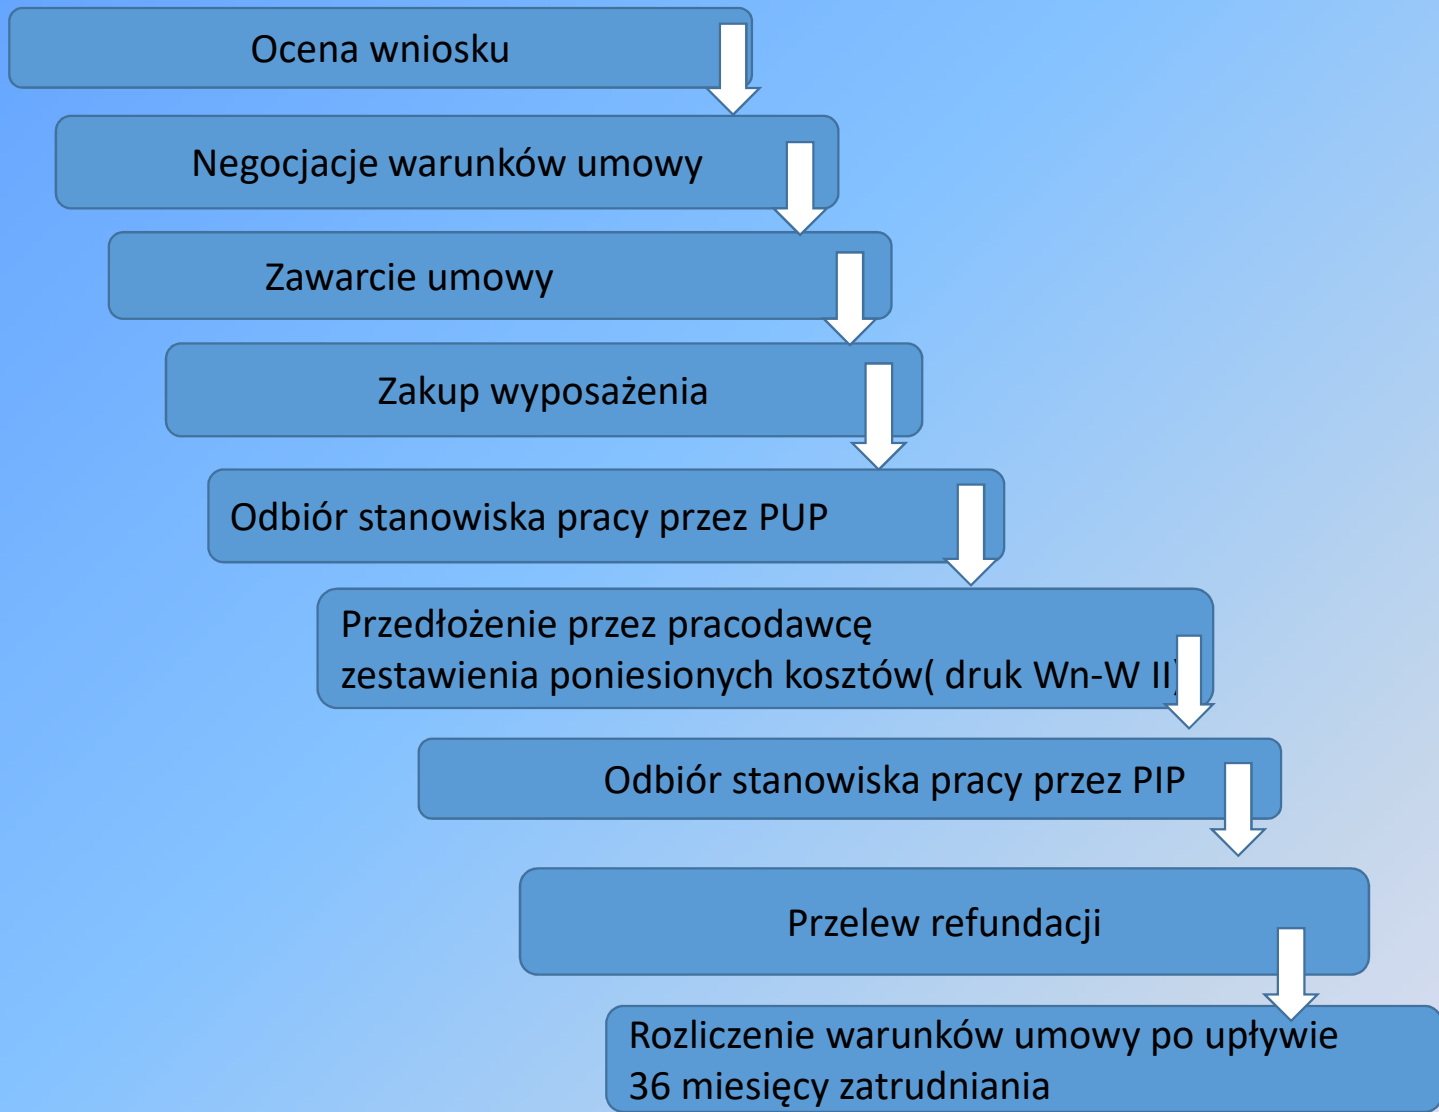 Ocena wniosku
Negocjacje warunków umowy
Zawarcie umowy
Zakup wyposażenia
Odbiór stanowiska pracy przez PUP
Przedłożenie przez pracodawcę
zestawienia poniesionych kosztów( druk Wn-W II)
Odbiór stanowiska pracy przez PIP
Przelew refundacji
Rozliczenie warunków umowy po upływie
36 miesięcy zatrudniania